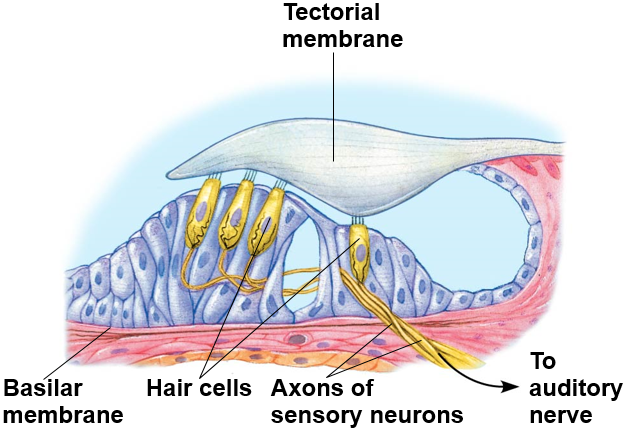 Tectorial
membrane
Basilar
membrane
Hair cells
Axons of
sensory neurons
To
auditory
nerve